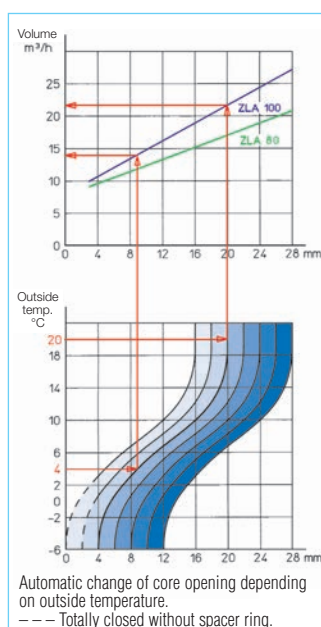 Volume
m³/h
25
20
15
10
5
0
ZLA 100
ZLA 80
0 4 8 12 16 20 24 28 mm
Outside
temp.
°C
20
18
14
10
6
4
2
0
-2
-6
0 4 8 12 16 20 24 28 mm
Automatic change of core opening depending
on outside temperature.
– – – Totally closed without spacer ring.